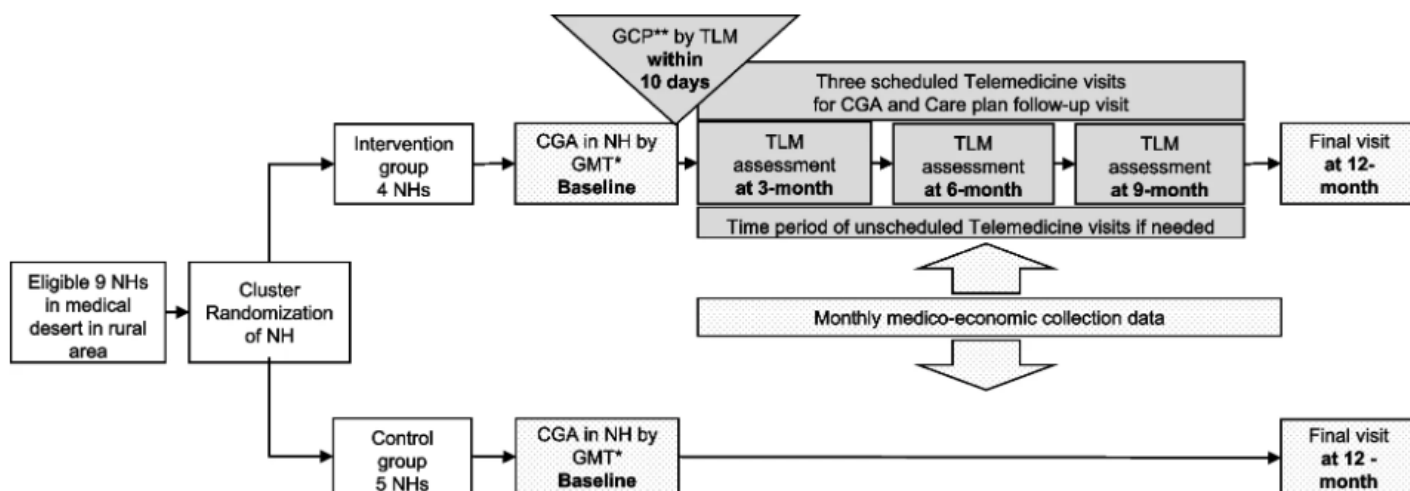 GCP** by TLM
within
10 days
Three scheduled Telemedicine visits
for CGA and Care plan follow-up visit
Intervention
group
4 NHs
CGA in NH by
GMT*
Baseline
TLM
assessment
at 3-month
TLM
assessment
at 6-month
TLM
assessment
at 9-month
Final visit
at 12-
month
Time period of unscheduled Telemedicine visits if needed
Eligible 9 NHs
in medical
desert in rural
area
Cluster
Randomization
of NH
Monthly medico-economic collection data
Control
group
5 NHs
CGA in NH by
GMT*
Baseline
Final visit
at 12 -
month